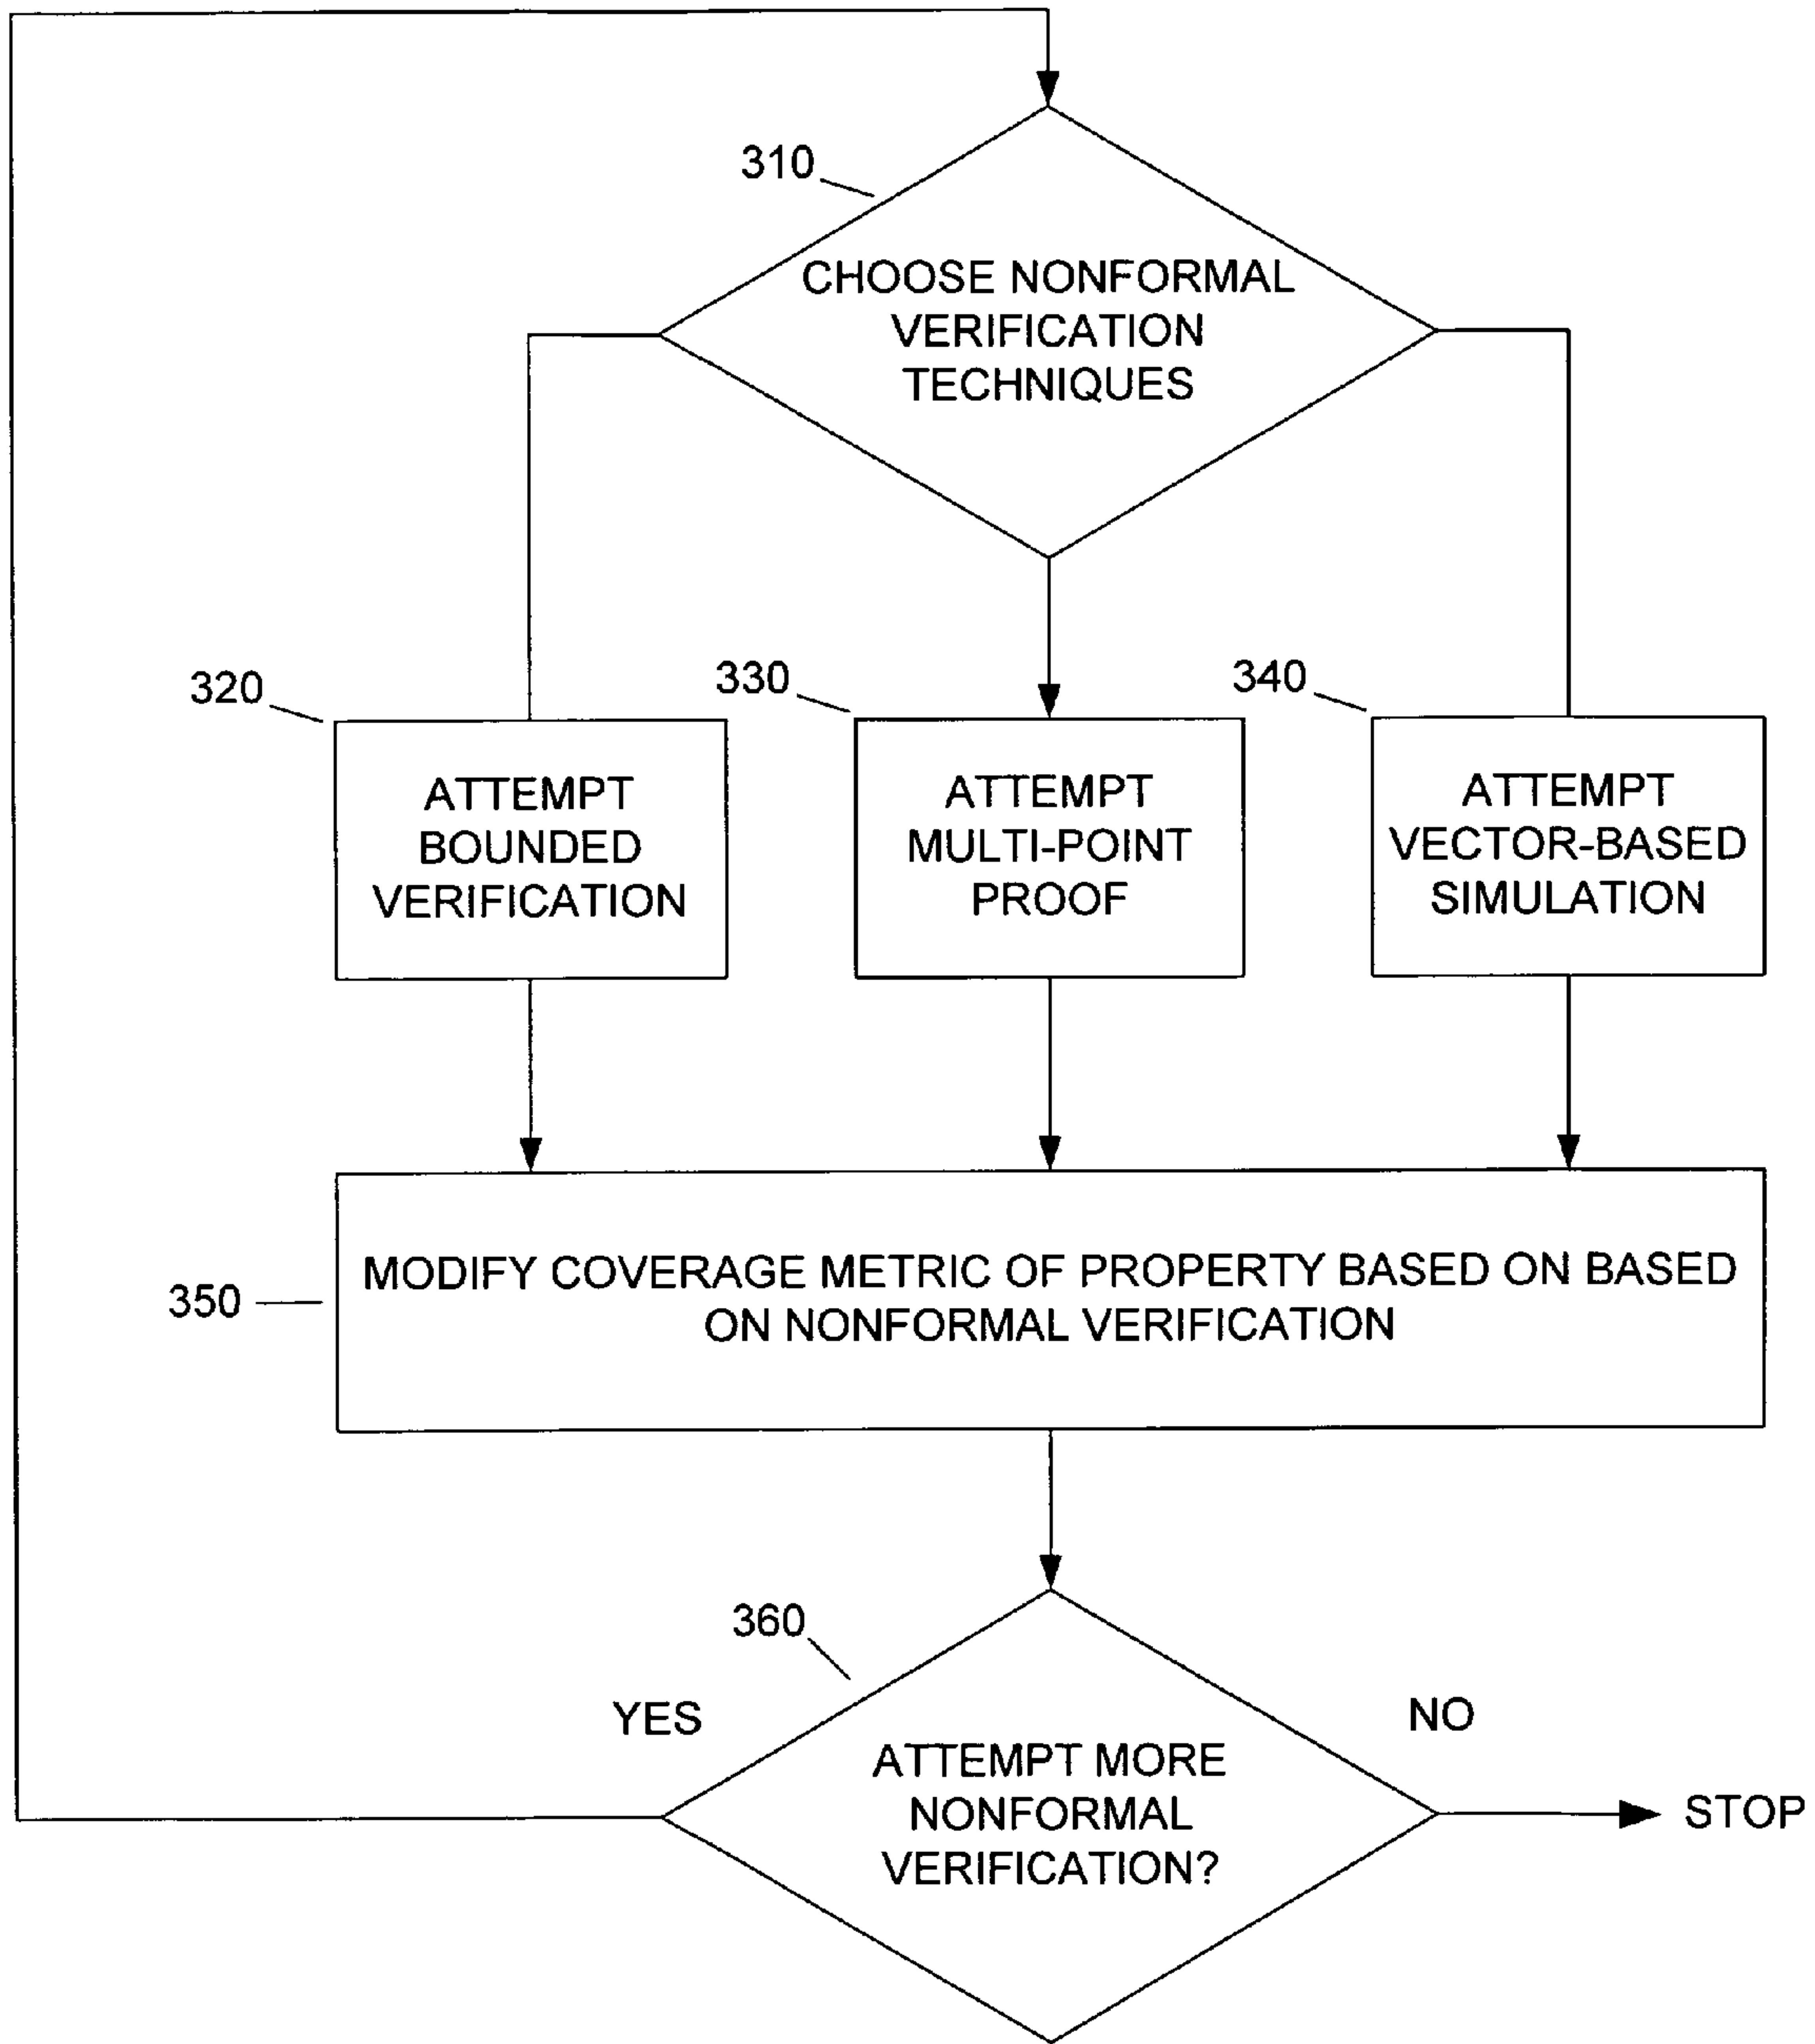 310
CHOOSE NONFORMAL
VERIFICATION
TECHNIQUES
320
330
340
ATTEMPT
BOUNDED
VERIFICATION
ATTEMPT
MULTI-POINT
PROOF
ATTEMPT
VECTOR-BASED
SIMULATION
350
MODIFY COVERAGE METRIC OF PROPERTY BASED ON BASED
ON NONFORMAL VERIFICATION
360
YES
NO
ATTEMPT MORE
NONFORMAL
VERIFICATION?
STOP